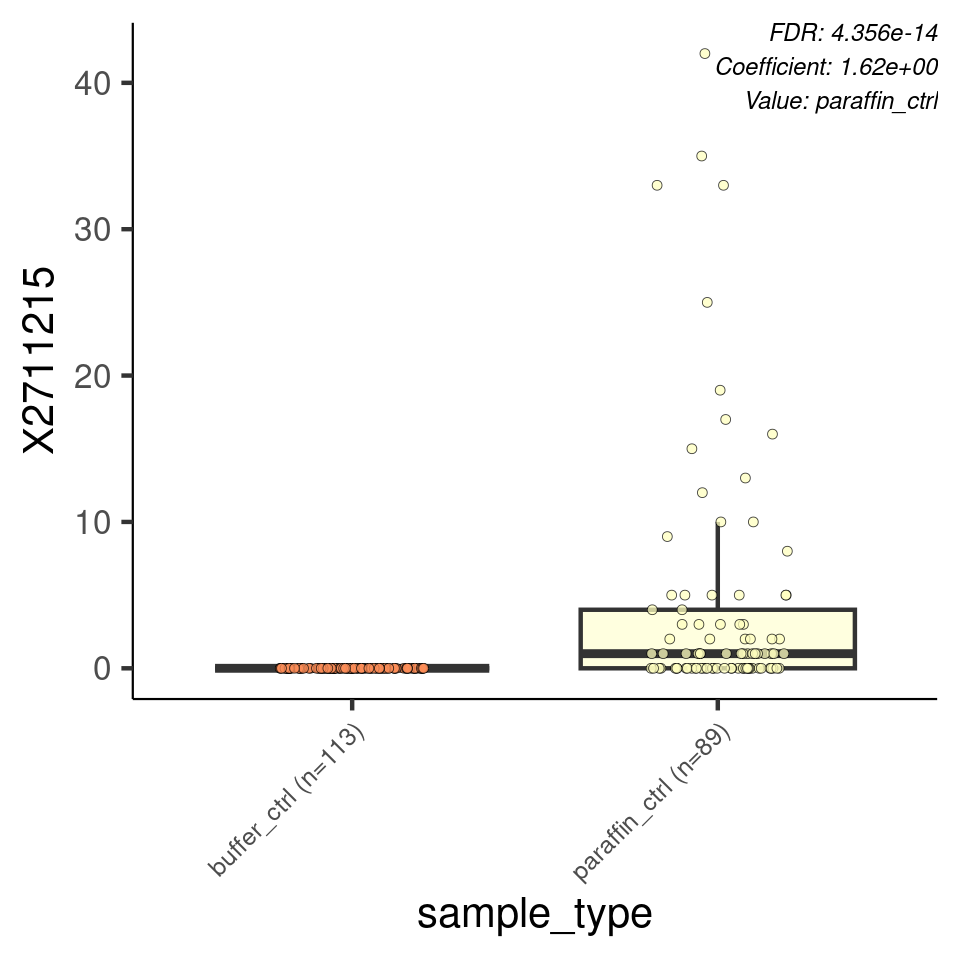 FDR: 4.356e-14
Coefficient: 1.62e+00
Value: paraffin_ctrl
40
30
20
10
0
X2711215
buffer_ctrl (n=113)
paraffin_ctrl (n=89)
sample_type